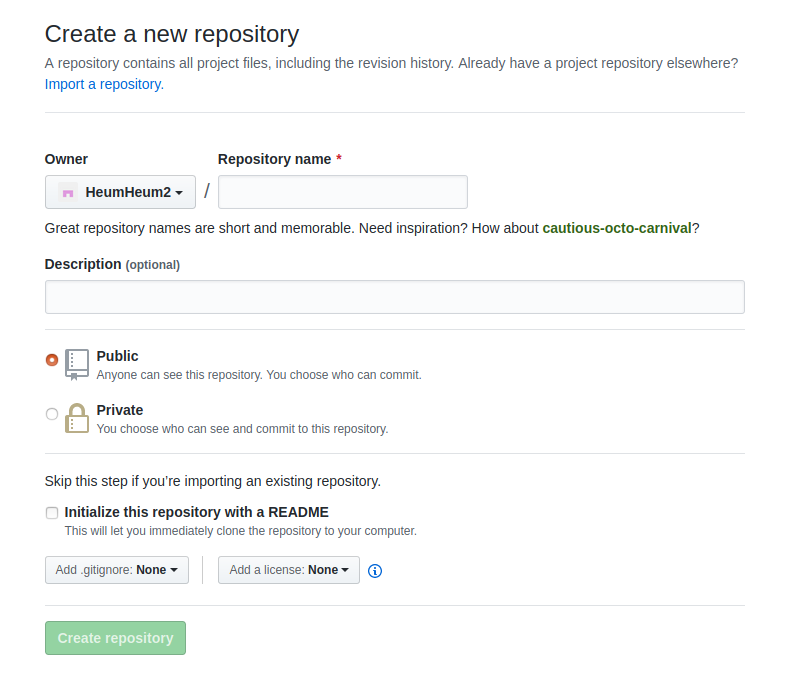 Create a new repository
A repository contains all project files, including the revision history. Already have a project repository elsewhere?
Import a repository.
Owner
Repository name *
HeumHeum2
/
Great repository names are short and memorable. Need inspiration? How about cautious-octo-carnival?
Description (optional)
Public
Anyone can see this repository. You choose who can commit.
Private
You choose who can see and commit to this repository.
Skip this step if you’re importing an existing repository.
Initialize this repository with a README
This will let you immediately clone the repository to your computer.
Add .gitignore: None
Add a license: None
Create repository